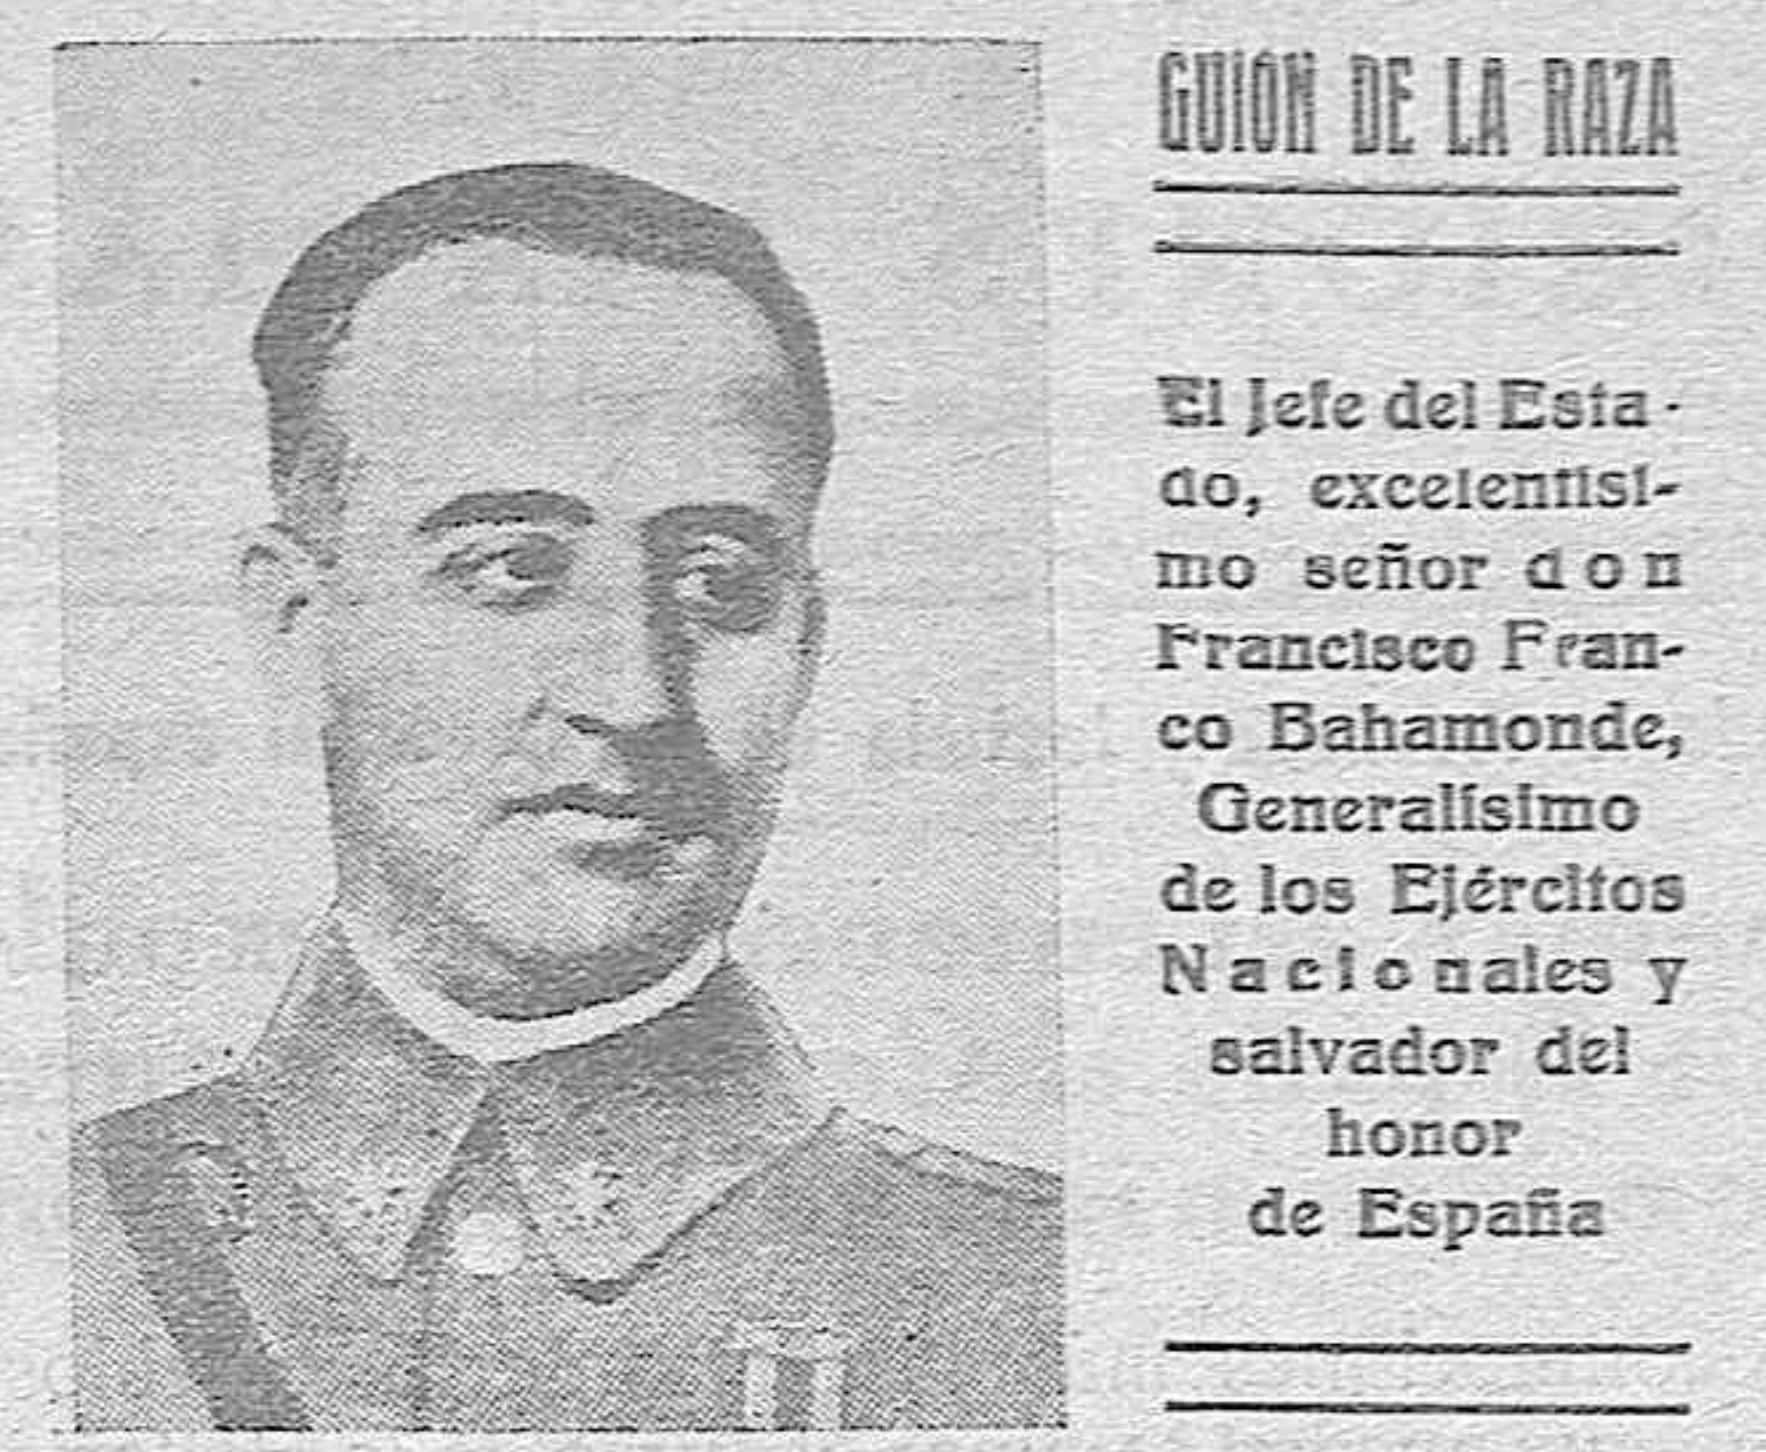 GUION DE LA RAZA
El Jefe del Esta-
do, excelentísi-
mo señor don
Francisco Fran-
co Bahamonde,
Generalísimo
de los Ejércitos
Nacionales y
salvador del
honor
de España